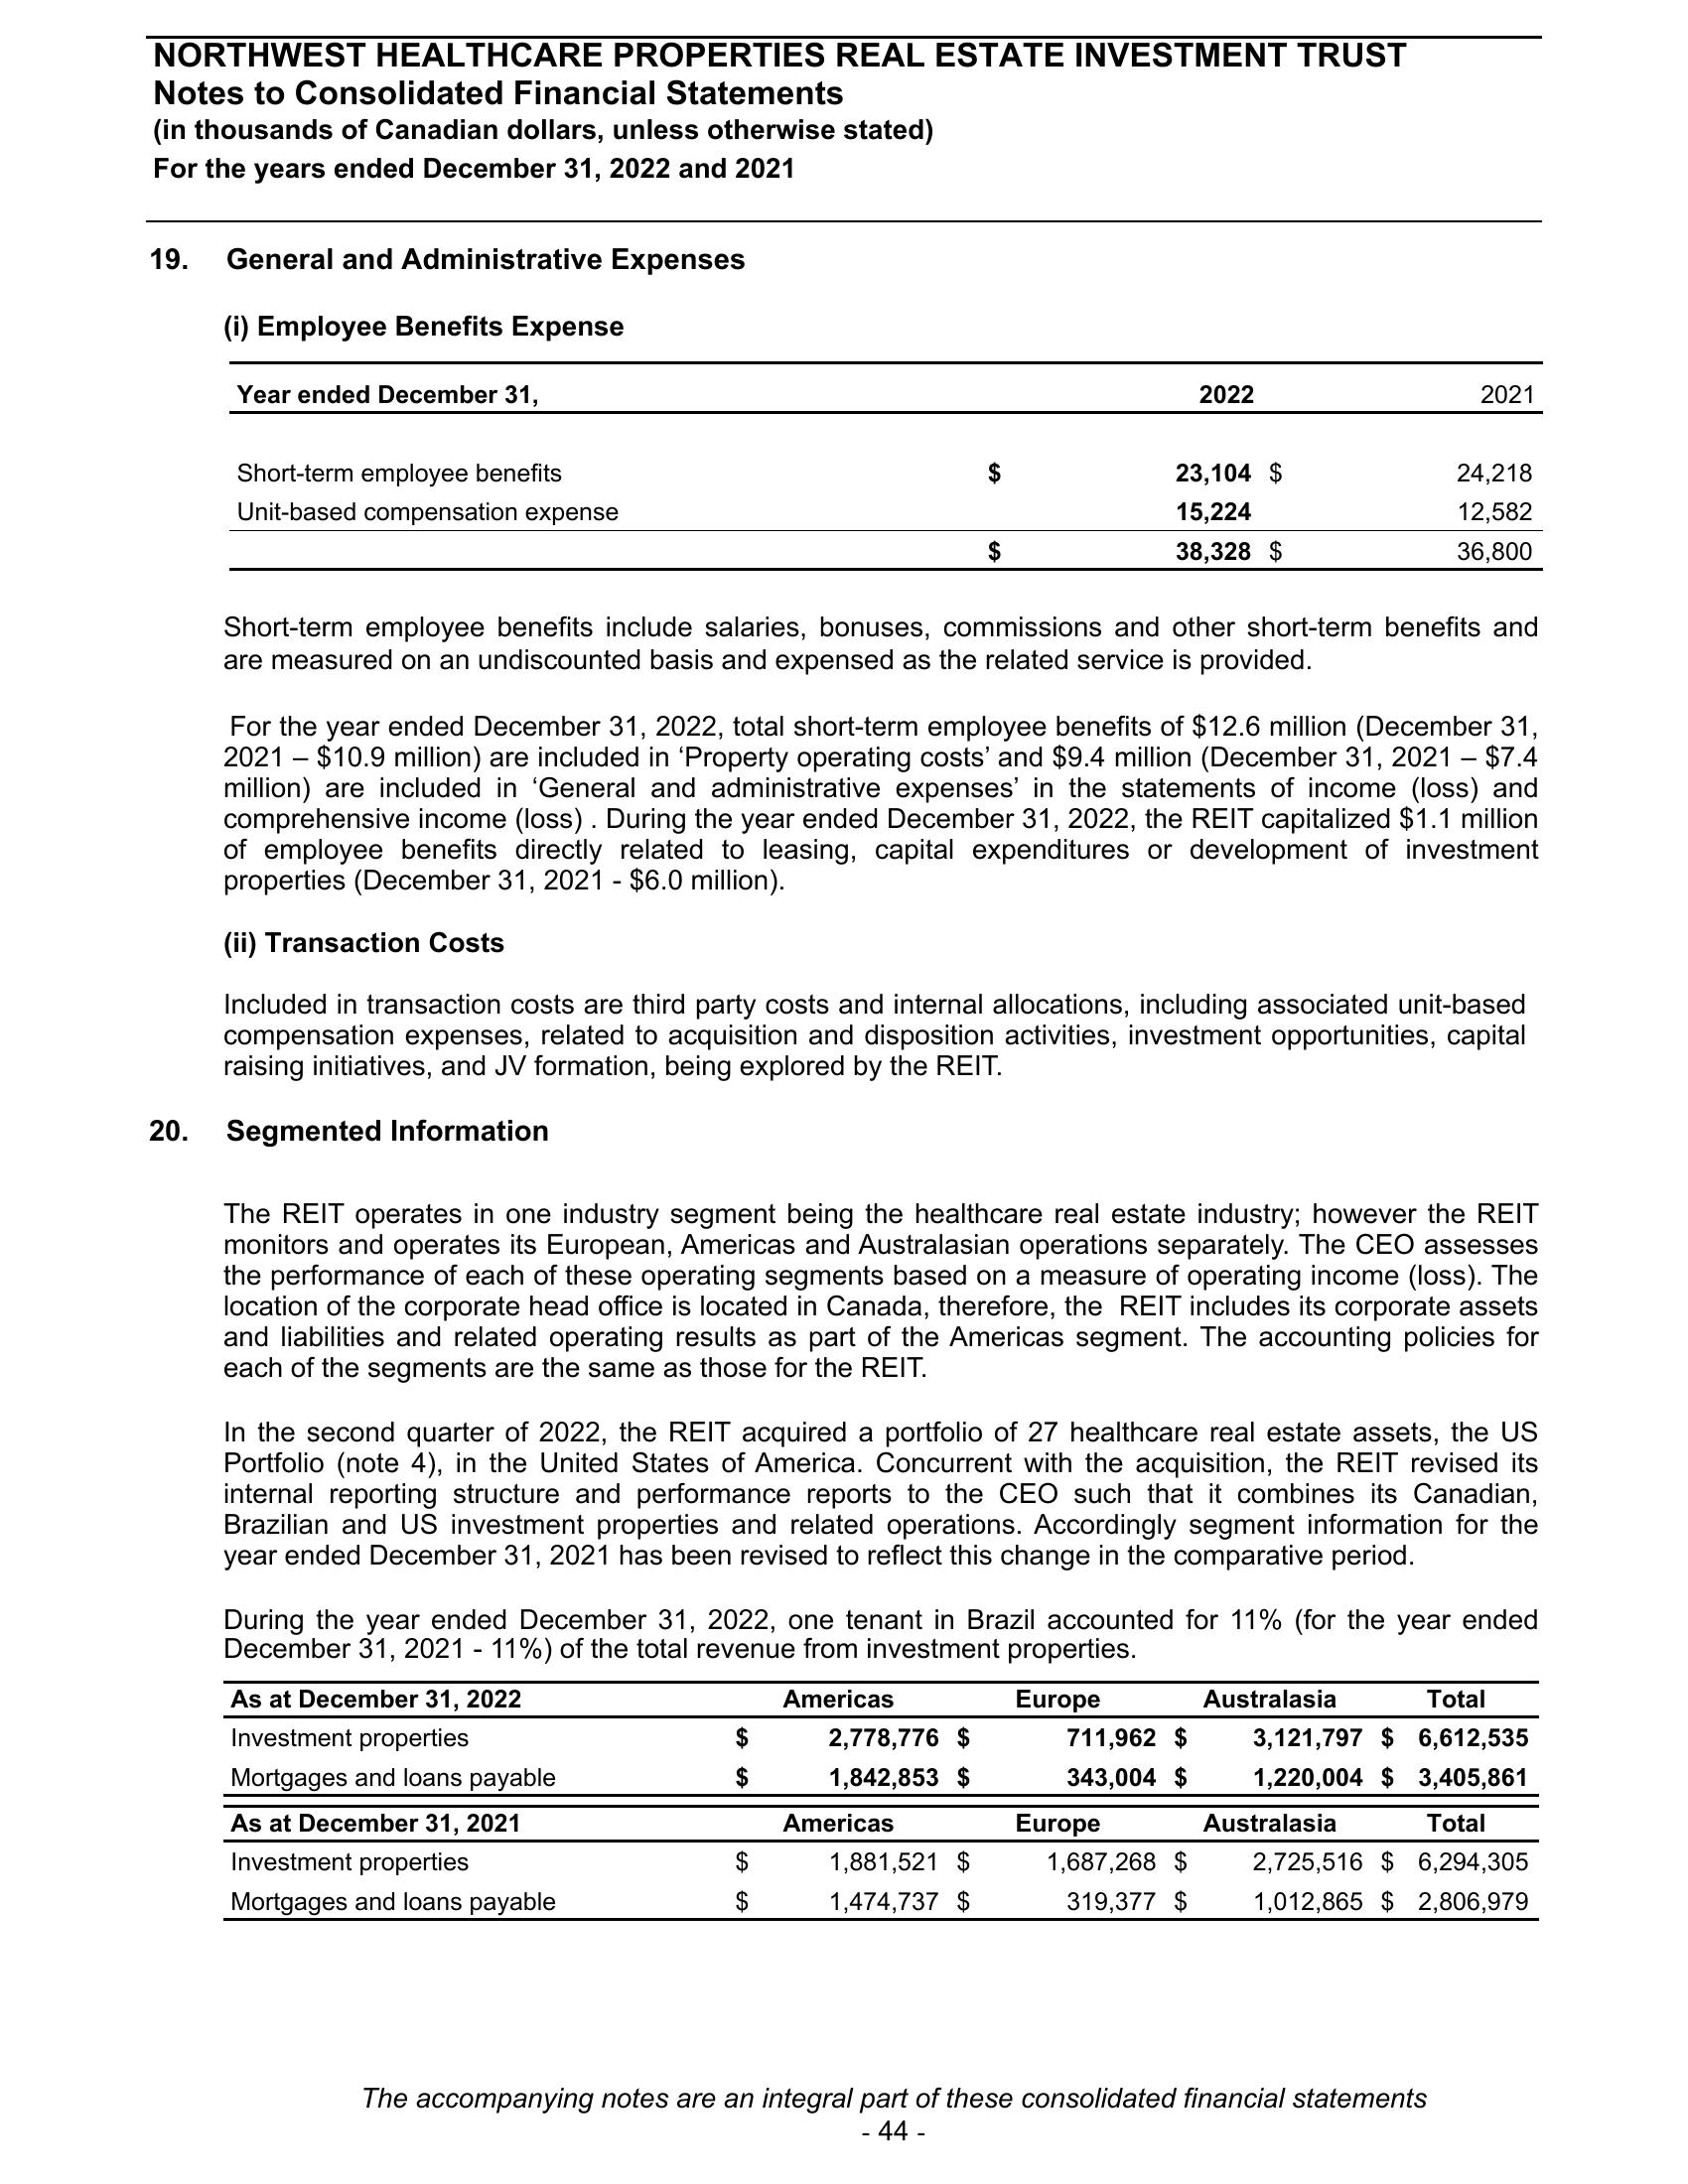 NORTHWEST HEALTHCARE PROPERTIES REAL ESTATE INVESTMENT TRUST
Notes to Consolidated Financial Statements
(in thousands of Canadian dollars, unless otherwise stated)
For the years ended December 31, 2022 and 2021
19. General and Administrative Expenses
(i) Employee Benefits Expense
Year ended December 31, 2022 2021
Short-term employee benefits $ 23,104 $ 24,218
Unit-based compensation expense 15,224 12,582
$ 38,328 $ 36,800
Short-term employee benefits include salaries, bonuses, commissions and other short-term benefits and
are measured on an undiscounted basis and expensed as the related service is provided.
For the year ended December 31, 2022, total short-term employee benefits of $12.6 million (December 31,
2021 – $10.9 million) are included in ‘Property operating costs’ and $9.4 million (December 31, 2021 – $7.4
million) are included in ‘General and administrative expenses’ in the statements of income (loss) and
comprehensive income (loss) . During the year ended December 31, 2022, the REIT capitalized $1.1 million
of employee benefits directly related to leasing, capital expenditures or development of investment
properties (December 31, 2021 - $6.0 million).
(ii) Transaction Costs
Included in transaction costs are third party costs and internal allocations, including associated unit-based
compensation expenses, related to acquisition and disposition activities, investment opportunities, capital
raising initiatives, and JV formation, being explored by the REIT.
20. Segmented Information
The REIT operates in one industry segment being the healthcare real estate industry; however the REIT
monitors and operates its European, Americas and Australasian operations separately. The CEO assesses
the performance of each of these operating segments based on a measure of operating income (loss). The
location of the corporate head office is located in Canada, therefore, the REIT includes its corporate assets
and liabilities and related operating results as part of the Americas segment. The accounting policies for
each of the segments are the same as those for the REIT.
In the second quarter of 2022, the REIT acquired a portfolio of 27 healthcare real estate assets, the US
Portfolio (note 4), in the United States of America. Concurrent with the acquisition, the REIT revised its
internal reporting structure and performance reports to the CEO such that it combines its Canadian,
Brazilian and US investment properties and related operations. Accordingly segment information for the
year ended December 31, 2021 has been revised to reflect this change in the comparative period.
During the year ended December 31, 2022, one tenant in Brazil accounted for 11% (for the year ended
December 31, 2021 - 11%) of the total revenue from investment properties.
As at December 31, 2022 Americas Europe Australasia Total
Investment properties $ 2,778,776 $ 711,962 $ 3,121,797 $ 6,612,535
Mortgages and loans payable $ 1,842,853 $ 343,004 $ 1,220,004 $ 3,405,861
As at December 31, 2021 Americas Europe Australasia Total
Investment properties $ 1,881,521 $ 1,687,268 $ 2,725,516 $ 6,294,305
Mortgages and loans payable $ 1,474,737 $ 319,377 $ 1,012,865 $ 2,806,979
The accompanying notes are an integral part of these consolidated financial statements
- 44 -